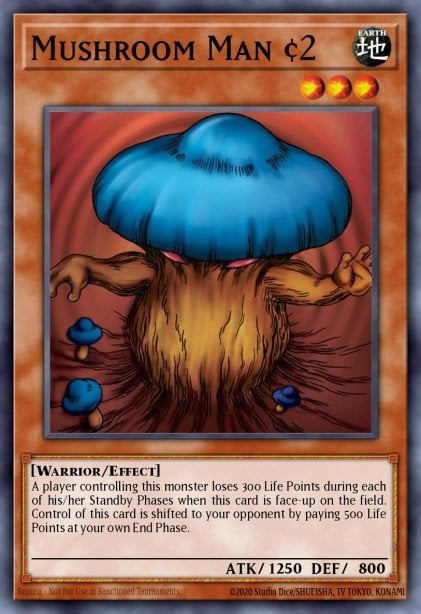 Mushroom Man ¢2
EARTH
地
[Warrior/Effect]
A player controlling this monster loses 300 Life Points during each
of his/her Standby Phases when this card is face-up on the field.
Control of this card is shifted to your opponent by paying 500 Life
Points at your own End Phase.
ATK/ 1250 DEF/ 800
Replica - Not For Use in Sanctioned Tournaments
©2020 Studio Dice/SHUEISHA, TV TOKYO, KONAMI